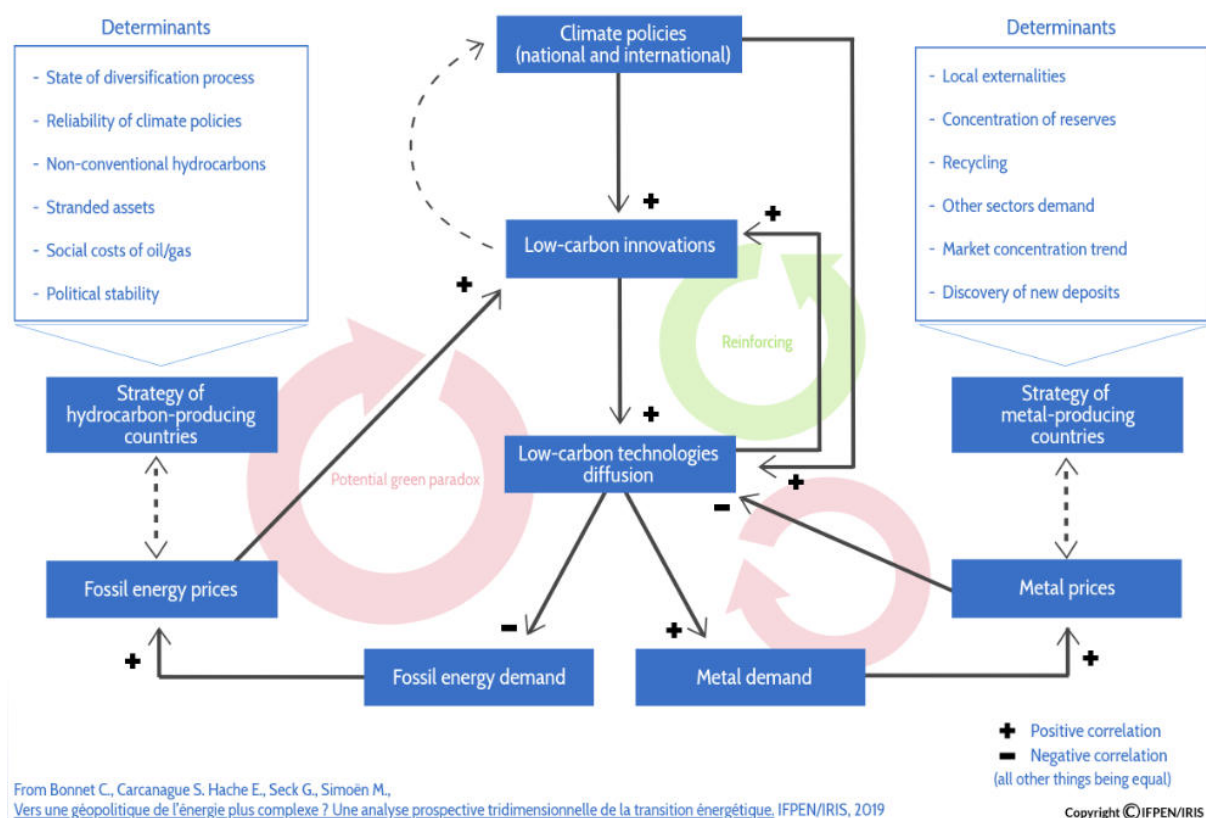 Determinants
- State of diversification process
- Reliability of climate policies
- Non-conventional hydrocarbons
- Stranded assets
- Social costs of oil/gas
- Political stability
Climate policies
(national and international)
Determinants
- Local externalities
- Concentration of reserves
- Recycling
- Other sectors demand
- Market concentration trend
- Discovery of new deposits
+
+
Low-carbon innovations
+
Reinforcing
Strategy of
hydrocarbon-producing
countries
+
Strategy of
metal-producing
countries
Low-carbon technologies
diffusion
Potential green paradox
+
-
Fossil energy prices
Metal prices
-
+
+
+
Fossil energy demand
Metal demand
+ Positive correlation
- Negative correlation
(all other things being equal)
From Bonnet C., Carcanague S. Hache E., Seck G., Simoën M.,
Vers une géopolitique de l'énergie plus complexe ? Une analyse prospective tridimensionnelle de la transition énergétique. IFPEN/IRIS, 2019
Copyright ©IFPEN/IRIS